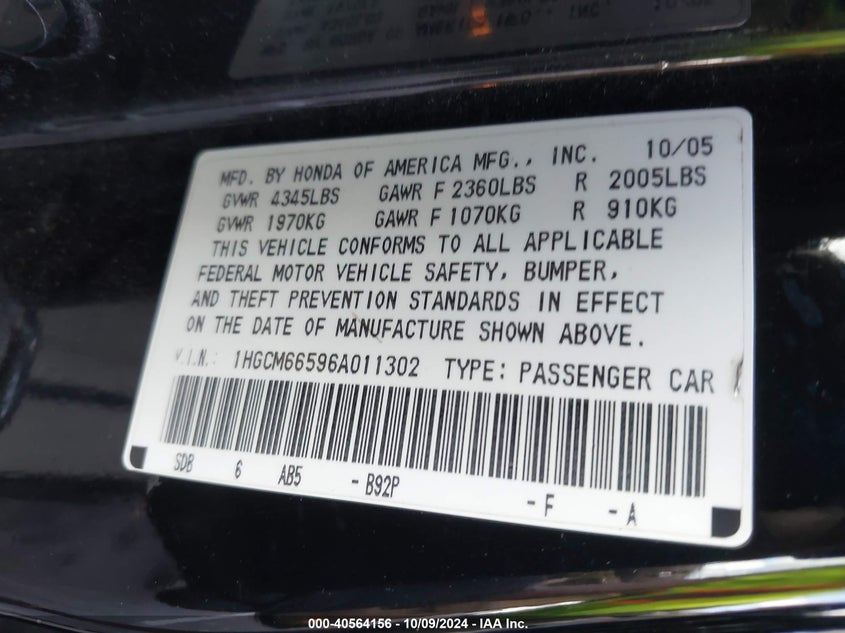 MFD. BY HONDA OF AMERICA MFG., INC. 10/05
GVWR 4345LBS GAWR F 2360LBS R 2005LBS
GVWR 1970KG GAWR F 1070KG R 910KG
THIS VEHICLE CONFORMS TO ALL APPLICABLE
FEDERAL MOTOR VEHICLE SAFETY, BUMPER,
AND THEFT PREVENTION STANDARDS IN EFFECT
ON THE DATE OF MANUFACTURE SHOWN ABOVE.
V.I.N.: 1HGCM66596A011302 TYPE: PASSENGER CAR
SDB 6 AB5 - B92P - F - A
000-40564156 - 10/09/2024 - IAA Inc.